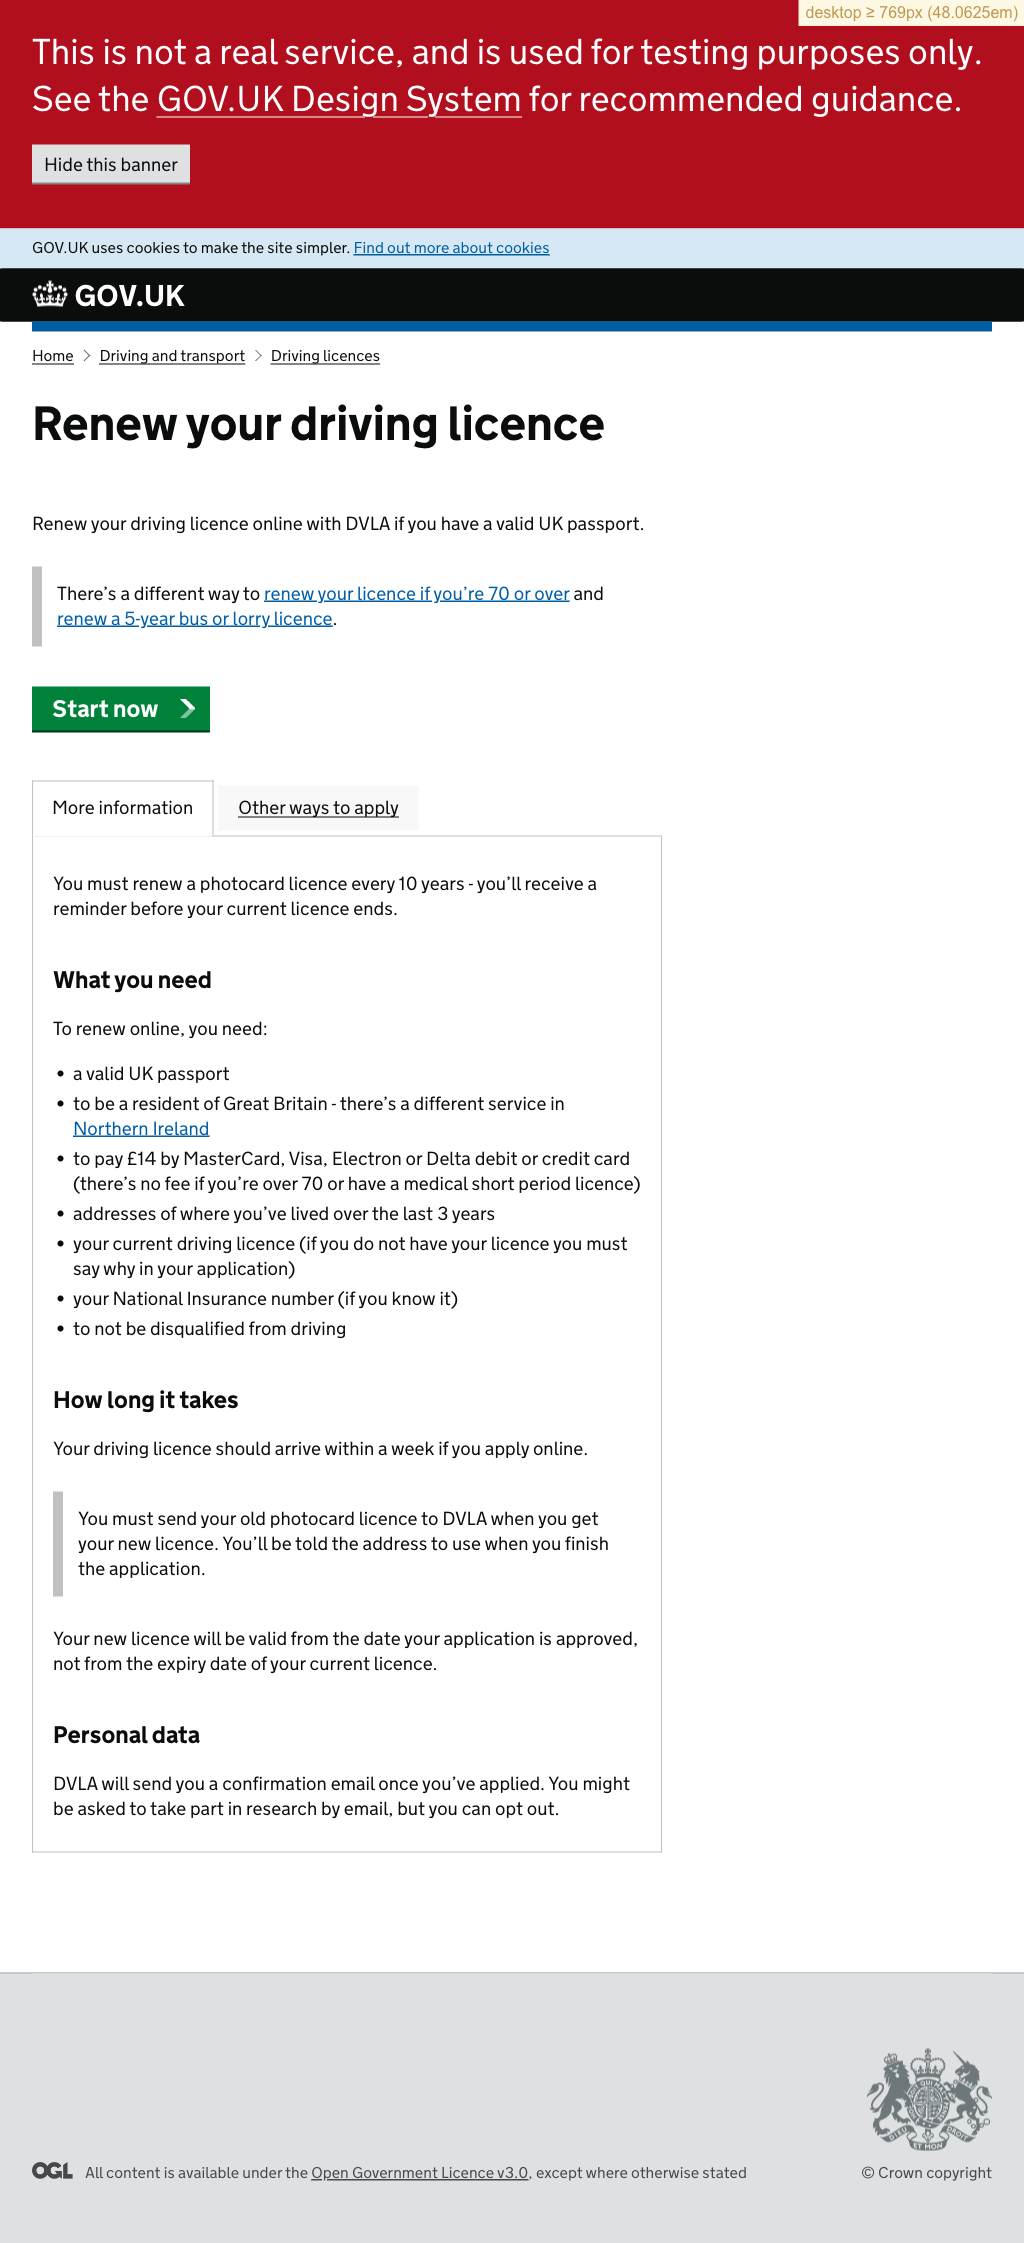 desktop ≥ 769px (48.0625em)
This is not a real service, and is used for testing purposes only.
See the GOV.UK Design System for recommended guidance.
Hide this banner
GOV.UK uses cookies to make the site simpler. Find out more about cookies
GOV.UK
Home > Driving and transport > Driving licences
Renew your driving licence
Renew your driving licence online with DVLA if you have a valid UK passport.
There’s a different way to renew your licence if you’re 70 or over and
renew a 5-year bus or lorry licence.
Start now
More information
Other ways to apply
You must renew a photocard licence every 10 years - you’ll receive a
reminder before your current licence ends.
What you need
To renew online, you need:
• a valid UK passport
• to be a resident of Great Britain - there’s a different service in
Northern Ireland
• to pay £14 by MasterCard, Visa, Electron or Delta debit or credit card
(there’s no fee if you’re over 70 or have a medical short period licence)
• addresses of where you’ve lived over the last 3 years
• your current driving licence (if you do not have your licence you must
say why in your application)
• your National Insurance number (if you know it)
• to not be disqualified from driving
How long it takes
Your driving licence should arrive within a week if you apply online.
You must send your old photocard licence to DVLA when you get
your new licence. You’ll be told the address to use when you finish
the application.
Your new licence will be valid from the date your application is approved,
not from the expiry date of your current licence.
Personal data
DVLA will send you a confirmation email once you’ve applied. You might
be asked to take part in research by email, but you can opt out.
DIEU ET MON DROIT
OGL All content is available under the Open Government Licence v3.0, except where otherwise stated
© Crown copyright